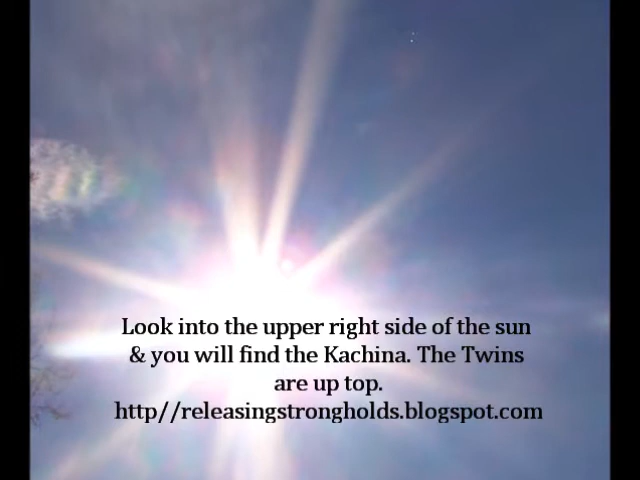 Look into the upper right side of the sun
& you will find the Kachina. The Twins
are up top.
http//releasingstrongholds.blogspot.com